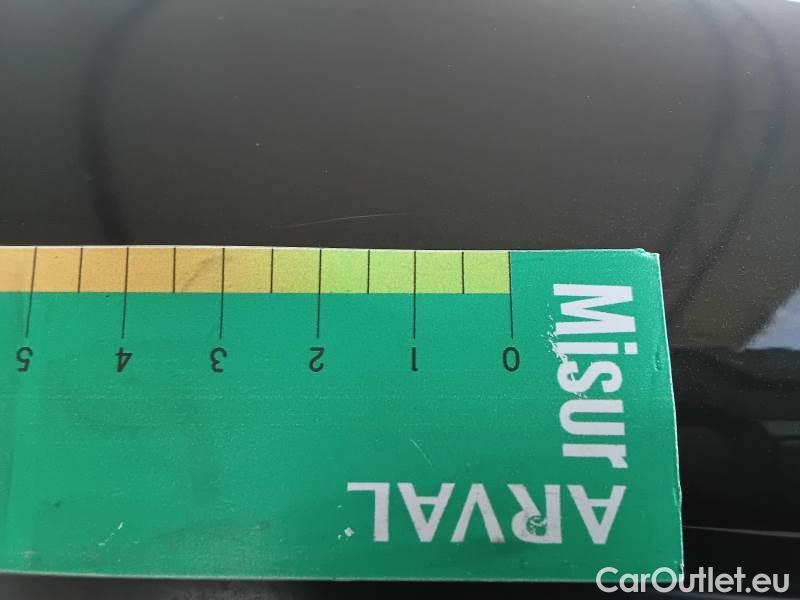 5 4 3 2 1 0
Misur
ARVAL
CarOutlet.eu